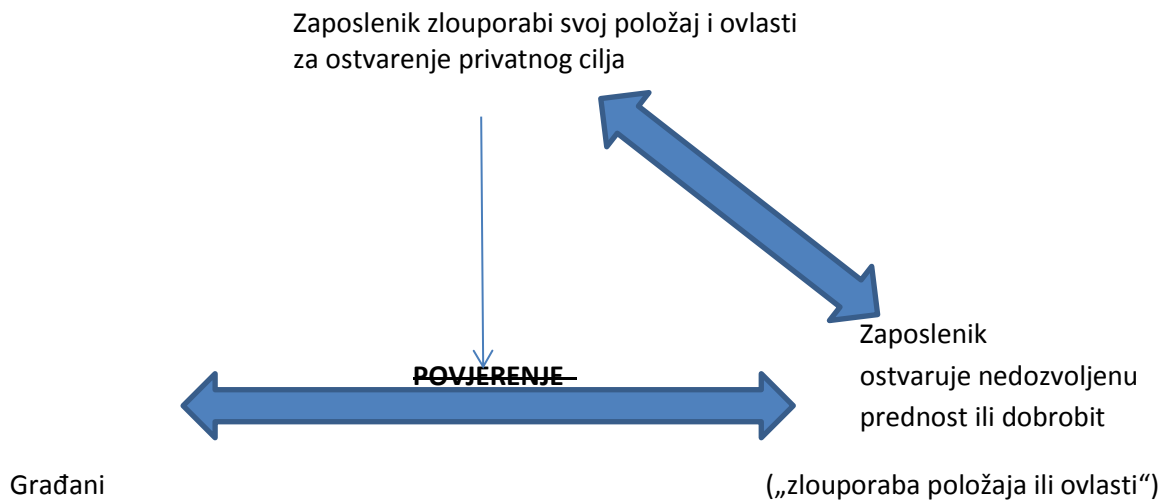 Zaposlenik zlouporabi svoj položaj i ovlasti
za ostvarenje privatnog cilja
POVJERENJE
Zaposlenik
ostvaruje nedozvoljenu
prednost ili dobrobit
Građani
(„zlouporaba položaja ili ovlasti“)